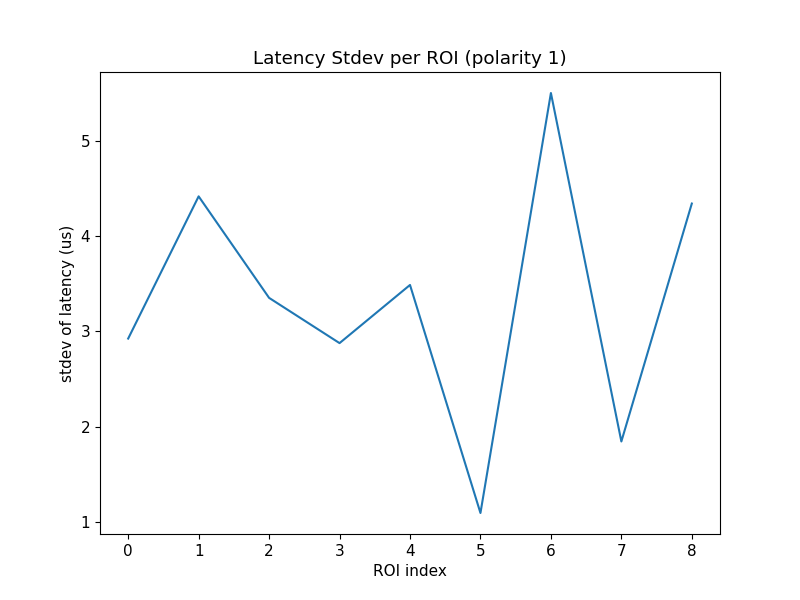 Latency Stdev per ROI (polarity 1)
stdev of latency (us)
5
4
3
2
1
0 1 2 3 4 5 6 7 8
ROI index